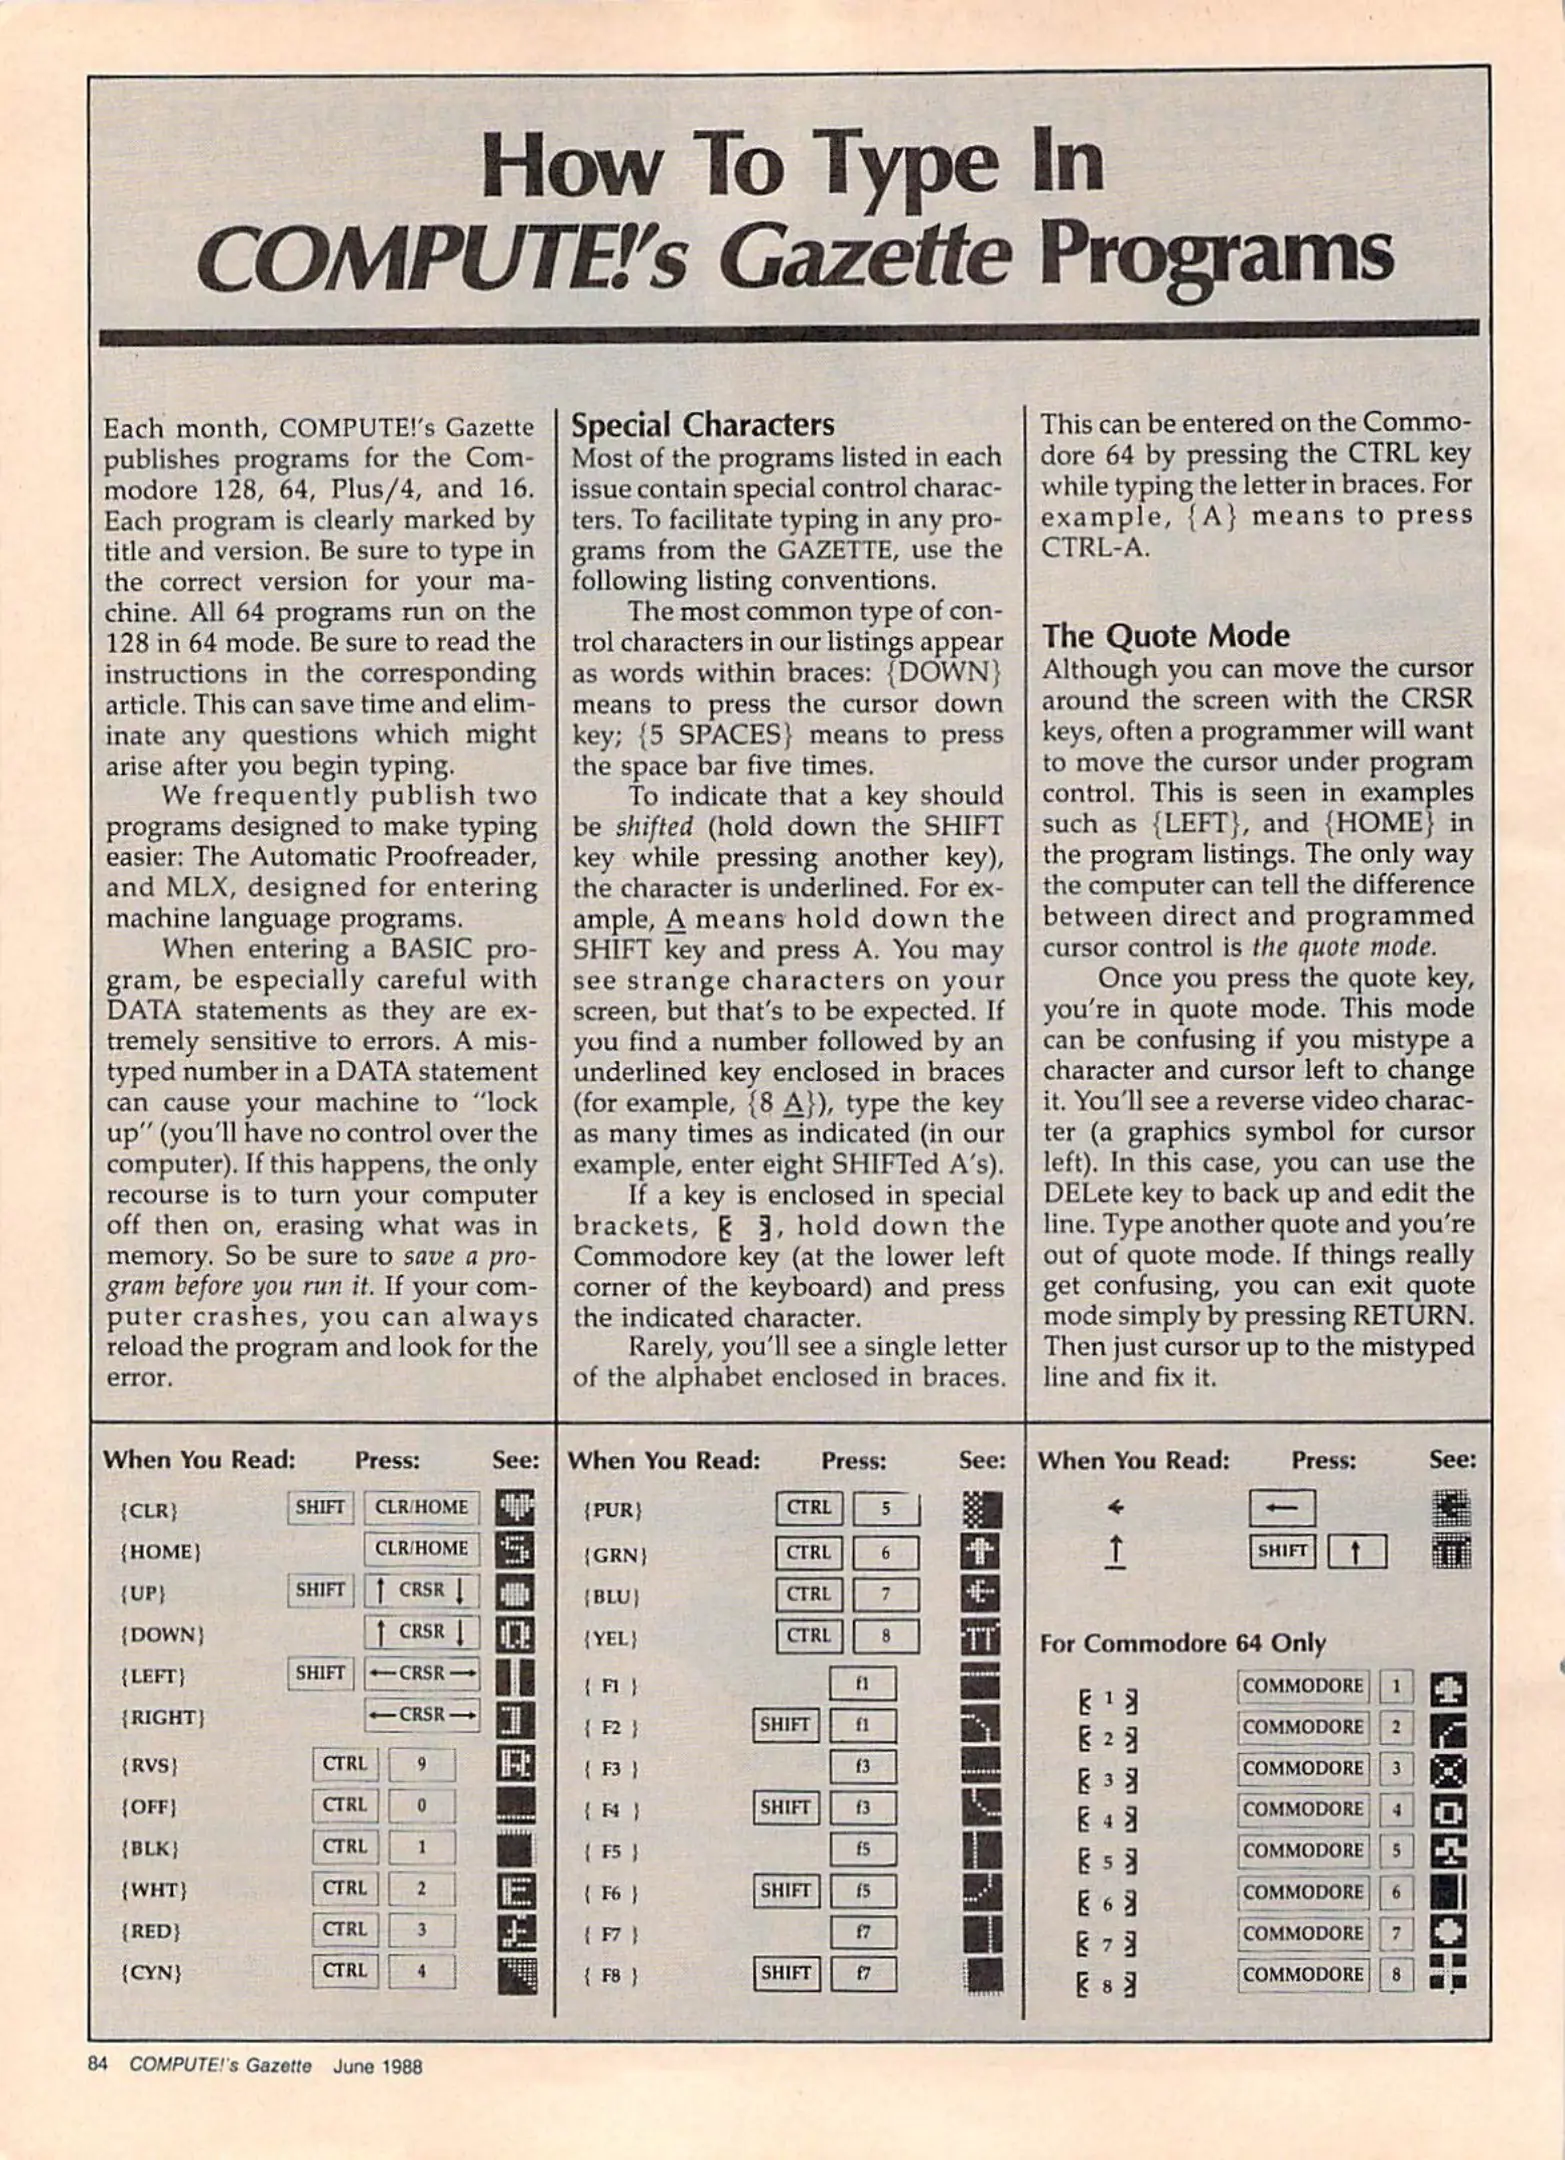 How To Type In
COMPUTE!'s Gazette Programs
Each month, COMPUTE!'s Gazette
publishes programs for the Com-
modore 128, 64, Plus/4, and 16.
Each program is clearly marked by
title and version. Be sure to type in
the correct version for your ma-
chine. All 64 programs run on the
128 in 64 mode. Be sure to read the
instructions in the corresponding
article. This can save time and elim-
inate any questions which might
arise after you begin typing.
We frequently publish two
programs designed to make typing
easier: The Automatic Proofreader,
and MLX, designed for entering
machine language programs.
When entering a BASIC pro-
gram, be especially careful with
DATA statements as they are ex-
tremely sensitive to errors. A mis-
typed number in a DATA statement
can cause your machine to "lock
up" (you'll have no control over the
computer). If this happens, the only
recourse is to turn your computer
off then on, erasing what was in
memory. So be sure to save a pro-
gram before you run it. If your com-
puter crashes, you can always
reload the program and look for the
error.
Special Characters
Most of the programs listed in each
issue contain special control charac-
ters. To facilitate typing in any pro-
grams from the GAZETTE, use the
following listing conventions.
The most common type of con-
trol characters in our listings appear
as words within braces: {DOWN}
means to press the cursor down
key; {5 SPACES} means to press
the space bar five times.
To indicate that a key should
be shifted (hold down the SHIFT
key while pressing another key),
the character is underlined. For ex-
ample, A means hold down the
SHIFT key and press A. You may
see strange characters on your
screen, but that's to be expected. If
you find a number followed by an
underlined key enclosed in braces
(for example, {8 A}), type the key
as many times as indicated (in our
example, enter eight SHIFTed A's).
If a key is enclosed in special
brackets, [< >], hold down the
Commodore key (at the lower left
corner of the keyboard) and press
the indicated character.
Rarely, you'll see a single letter
of the alphabet enclosed in braces.
This can be entered on the Commo-
dore 64 by pressing the CTRL key
while typing the letter in braces. For
example, {A} means to press
CTRL-A.
The Quote Mode
Although you can move the cursor
around the screen with the CRSR
keys, often a programmer will want
to move the cursor under program
control. This is seen in examples
such as {LEFT}, and {HOME} in
the program listings. The only way
the computer can tell the difference
between direct and programmed
cursor control is the quote mode.
Once you press the quote key,
you're in quote mode. This mode
can be confusing if you mistype a
character and cursor left to change
it. You'll see a reverse video charac-
ter (a graphics symbol for cursor
left). In this case, you can use the
DELete key to back up and edit the
line. Type another quote and you're
out of quote mode. If things really
get confusing, you can exit quote
mode simply by pressing RETURN.
Then just cursor up to the mistyped
line and fix it.
When You Read: Press: See:
{CLR} SHIFT CLR/HOME
{HOME} CLR/HOME
{UP} SHIFT ↑ CRSR ↓
{DOWN} ↑ CRSR ↓
{LEFT} SHIFT ←CRSR→
{RIGHT} ←CRSR→
{RVS} CTRL 9
{OFF} CTRL 0
{BLK} CTRL 1
{WHT} CTRL 2
{RED} CTRL 3
{CYN} CTRL 4
When You Read: Press: See:
{PUR} CTRL 5
{GRN} CTRL 6
{BLU} CTRL 7
{YEL} CTRL 8
{ F1 } f1
{ F2 } SHIFT f1
{ F3 } f3
{ F4 } SHIFT f3
{ F5 } f5
{ F6 } SHIFT f5
{ F7 } f7
{ F8 } SHIFT f7
When You Read: Press: See:
← ←
↑ SHIFT ↑
For Commodore 64 Only
[< 1 >] COMMODORE 1
[< 2 >] COMMODORE 2
[< 3 >] COMMODORE 3
[< 4 >] COMMODORE 4
[< 5 >] COMMODORE 5
[< 6 >] COMMODORE 6
[< 7 >] COMMODORE 7
[< 8 >] COMMODORE 8
84 COMPUTE!'s Gazette June 1988